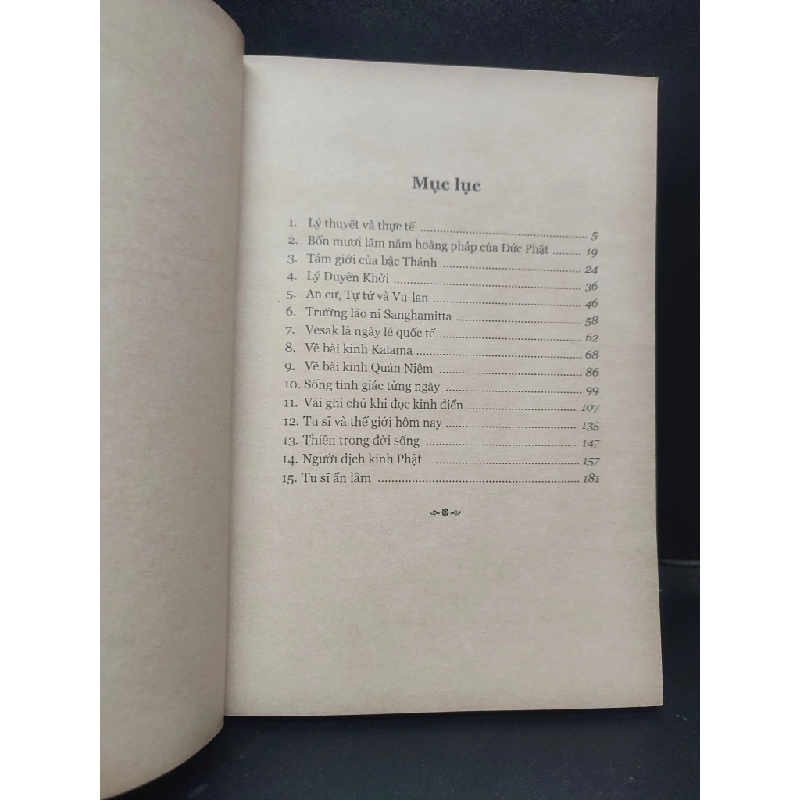 Mục lục
1. Lý thuyết và thực tế 5
2. Bốn mươi lăm năm hoằng pháp của Đức Phật 19
3. Tâm giới của bậc Thánh 24
4. Lý Duyên Khởi 36
5. An cư, Tự tứ và Vu lan 46
6. Trưởng lão ni Sanghamitta 58
7. Vesak là ngày lễ quốc tế 62
8. Về bài kinh Kalama 68
9. Về bài kinh Quán Niệm 86
10. Sống tỉnh giác từng ngày 99
11. Vài ghi chú khi đọc kinh điển 107
12. Tu sĩ và thế giới hôm nay 135
13. Thiền trong đời sống 147
14. Người dịch kinh Phật 157
15. Tu sĩ ẩn lâm 181